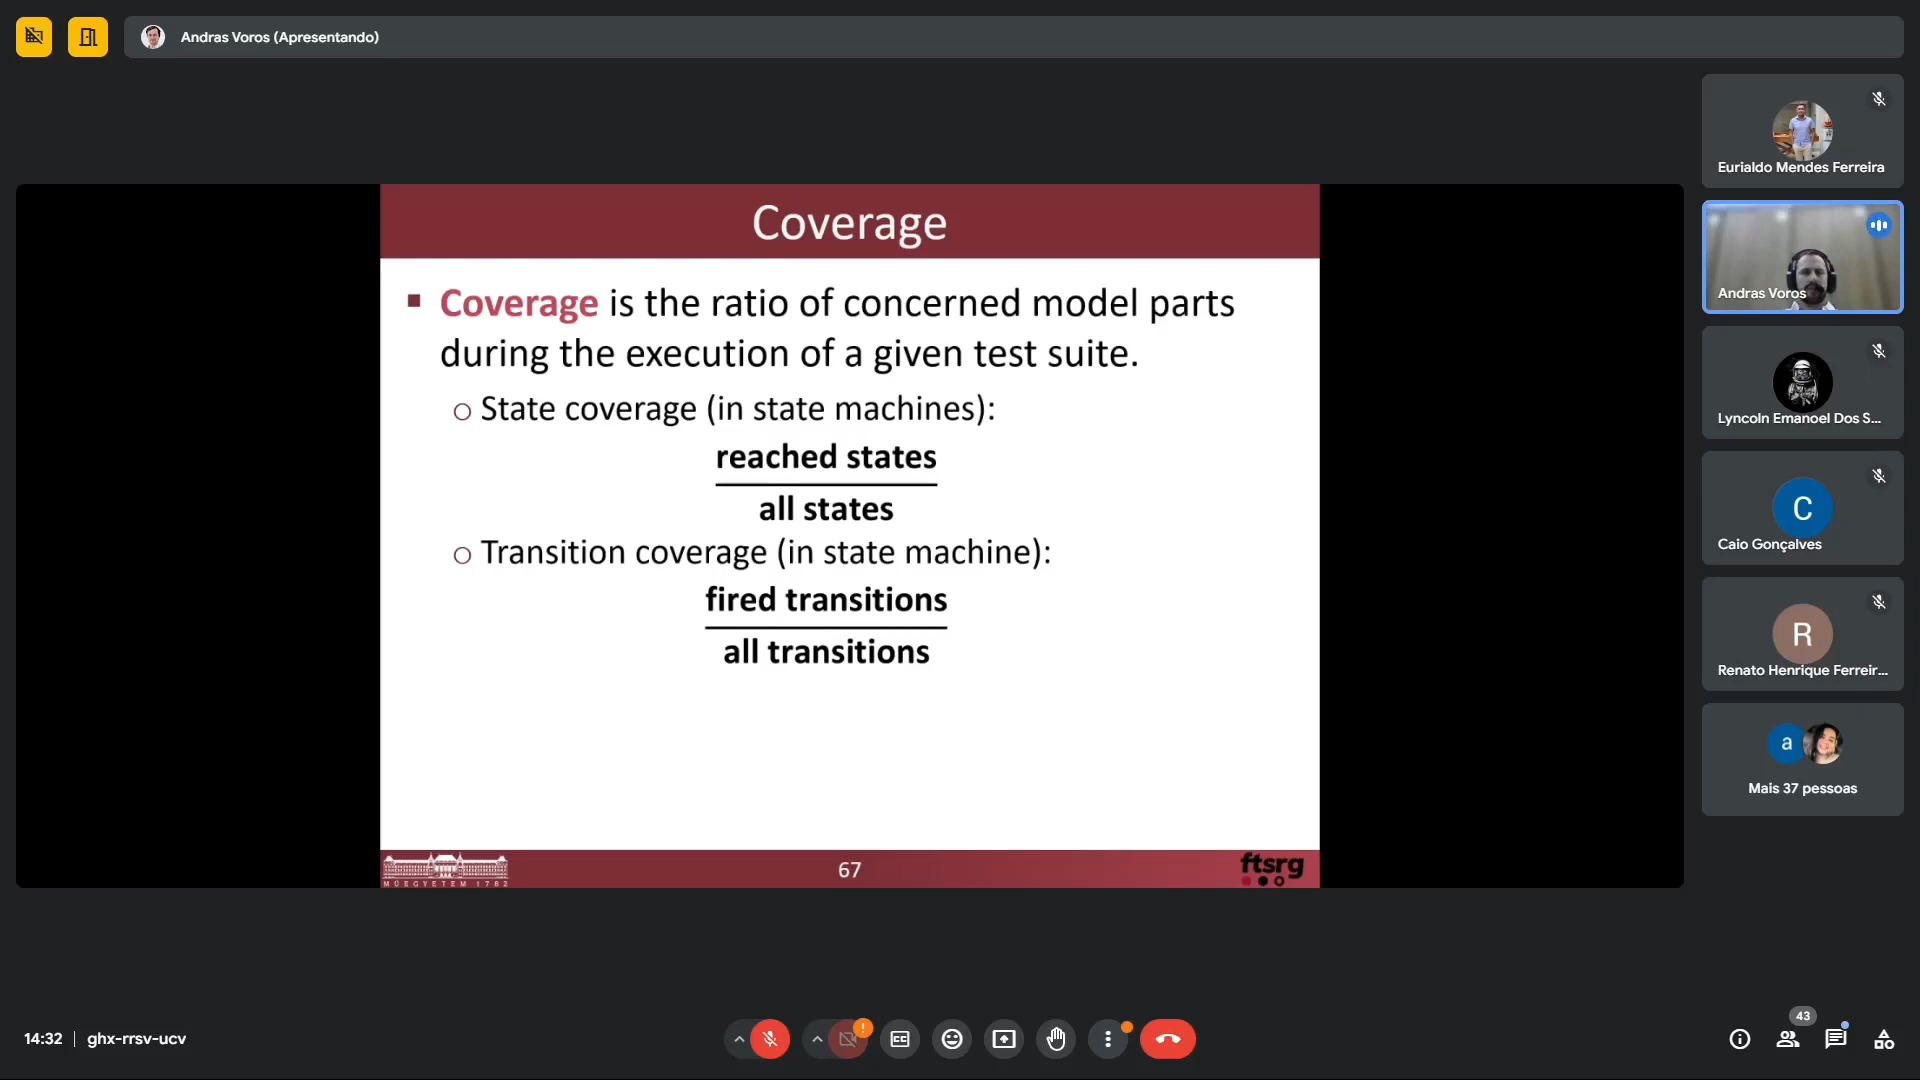 Andras Voros (Apresentando)
Coverage
Coverage is the ratio of concerned model parts
during the execution of a given test suite.
State coverage (in state machines):
reached states
all states
Transition coverage (in state machine):
fired transitions
all transitions
MŰEGYETEM 1782
67
ftsrg
Eurialdo Mendes Ferreira
Andras Voros
Lyncoln Emanoel Dos S...
C
Caio Gonçalves
R
Renato Henrique Ferreir...
a
Mais 37 pessoas
14:32
ghx-rrsv-ucv
!
43